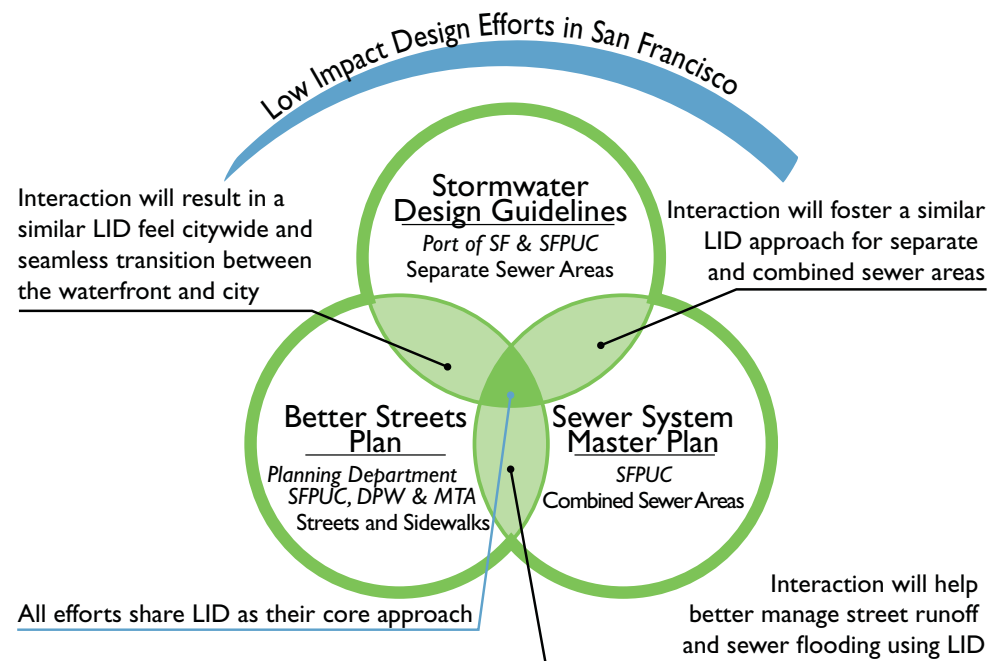 Low Impact Design Efforts in San Francisco
Stormwater
Design Guidelines
Port of SF & SFPUC
Separate Sewer Areas
Interaction will result in a
similar LID feel citywide and
seamless transition between
the waterfront and city
Interaction will foster a similar
LID approach for separate
and combined sewer areas
Better Streets
Plan
Planning Department
SFPUC, DPW & MTA
Streets and Sidewalks
Sewer System
Master Plan
SFPUC
Combined Sewer Areas
All efforts share LID as their core approach
Interaction will help
better manage street runoff
and sewer flooding using LID